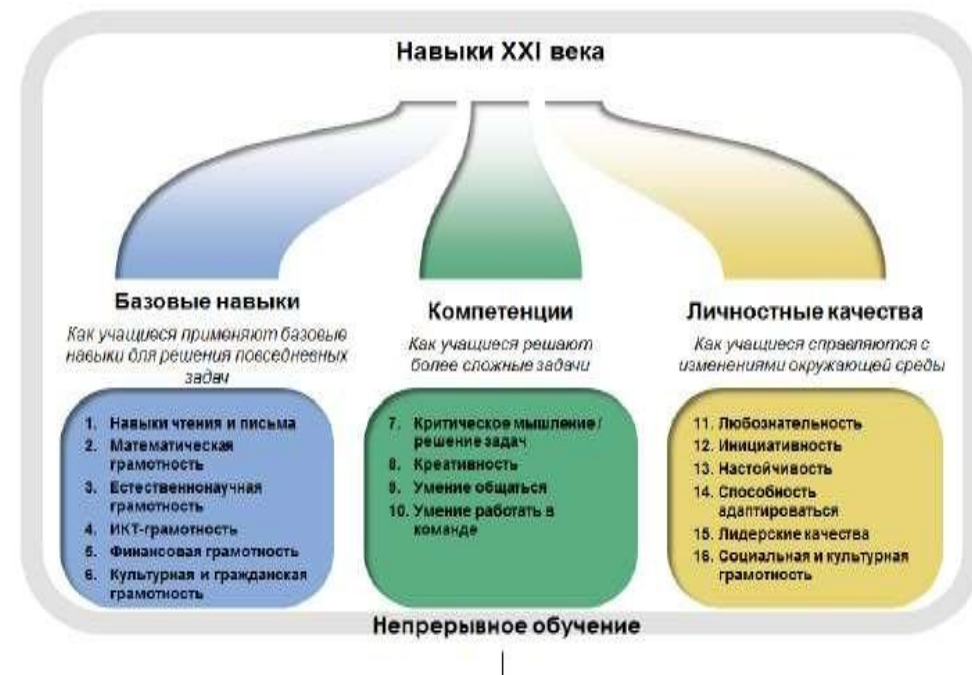 Навыки XXI века
Базовые навыки
Как учащиеся применяют базовые
навыки для решения повседневных
задач
1. Навыки чтения и письма
2. Математическая
грамотность
3. Естественнонаучная
грамотность
4. ИКТ-грамотность
5. Финансовая грамотность
6. Культурная и гражданская
грамотность
Компетенции
Как учащиеся решают
более сложные задачи
7. Критическое мышление /
решение задач
8. Креативность
9. Умение общаться
10. Умение работать в
команде
Личностные качества
Как учащиеся справляются с
изменениями окружающей среды
11. Любознательность
12. Инициативность
13. Настойчивость
14. Способность
адаптироваться
15. Лидерские качества
16. Социальная и культурная
грамотность
Непрерывное обучение